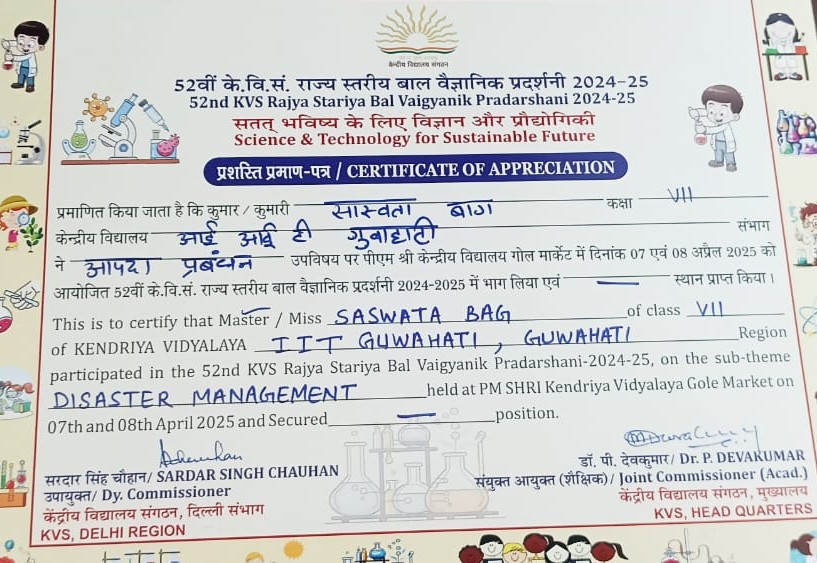 केन्द्रीय विद्यालय संगठन
52वीं के.वि.सं. राज्य स्तरीय बाल वैज्ञानिक प्रदर्शनी 2024-25
52nd KVS Rajya Stariya Bal Vaigyanik Pradarshani 2024-25
सतत् भविष्य के लिए विज्ञान और प्रौद्योगिकी
Science & Technology for Sustainable Future
प्रशस्ति प्रमाण-पत्र / CERTIFICATE OF APPRECIATION
प्रमाणित किया जाता है कि कुमार / कुमारी सास्वता बाग कक्षा VII
केन्द्रीय विद्यालय आई आई टी गुवाहाटी संभाग
ने आपदा प्रबंधन उपविषय पर पीएम श्री केन्द्रीय विद्यालय गोल मार्केट में दिनांक 07 एवं 08 अप्रैल 2025 को
आयोजित 52वीं के.वि.सं. राज्य स्तरीय बाल वैज्ञानिक प्रदर्शनी 2024-2025 में भाग लिया एवं — स्थान प्राप्त किया।
This is to certify that Master / Miss SASWATA BAG of class VII
of KENDRIYA VIDYALAYA IIT GUWAHATI, GUWAHATI Region
participated in the 52nd KVS Rajya Stariya Bal Vaigyanik Pradarshani-2024-25, on the sub-theme
DISASTER MANAGEMENT held at PM SHRI Kendriya Vidyalaya Gole Market on
07th and 08th April 2025 and Secured — position.
सरदार सिंह चौहान/ SARDAR SINGH CHAUHAN
उपायुक्त/ Dy. Commissioner
केंद्रीय विद्यालय संगठन, दिल्ली संभाग
KVS, DELHI REGION
डॉ. पी. देवकुमार/ Dr. P. DEVAKUMAR
संयुक्त आयुक्त (शैक्षिक)/ Joint Commissioner (Acad.)
केंद्रीय विद्यालय संगठन, मुख्यालय
KVS, HEAD QUARTERS